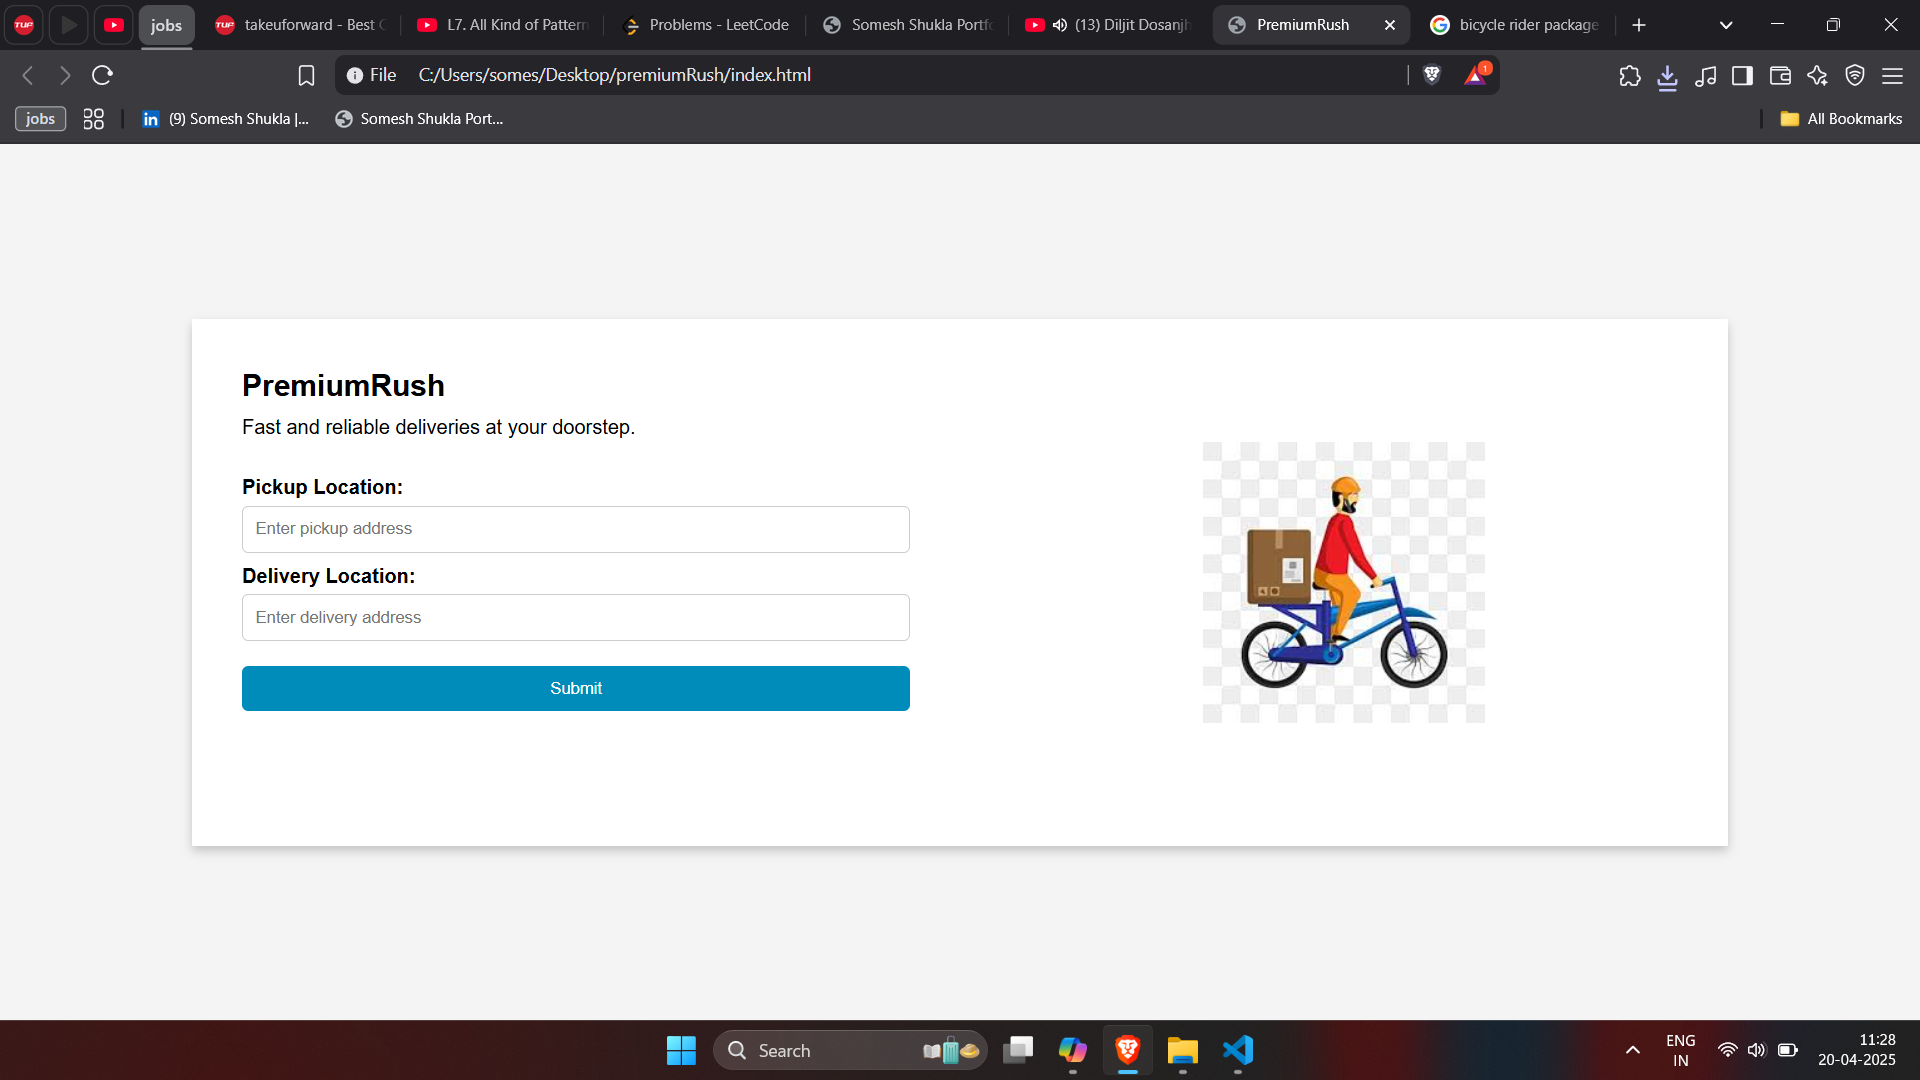 jobs
takeuforward - Best C
L7. All Kind of Pattern
Problems - LeetCode
Somesh Shukla Portfo
(13) Diljit Dosanjh
PremiumRush
bicycle rider package
File C:/Users/somes/Desktop/premiumRush/index.html
1
jobs
(9) Somesh Shukla |...
Somesh Shukla Port...
All Bookmarks
PremiumRush
Fast and reliable deliveries at your doorstep.
Pickup Location:
Enter pickup address
Delivery Location:
Enter delivery address
Submit
Search
ENG
IN
11:28
20-04-2025